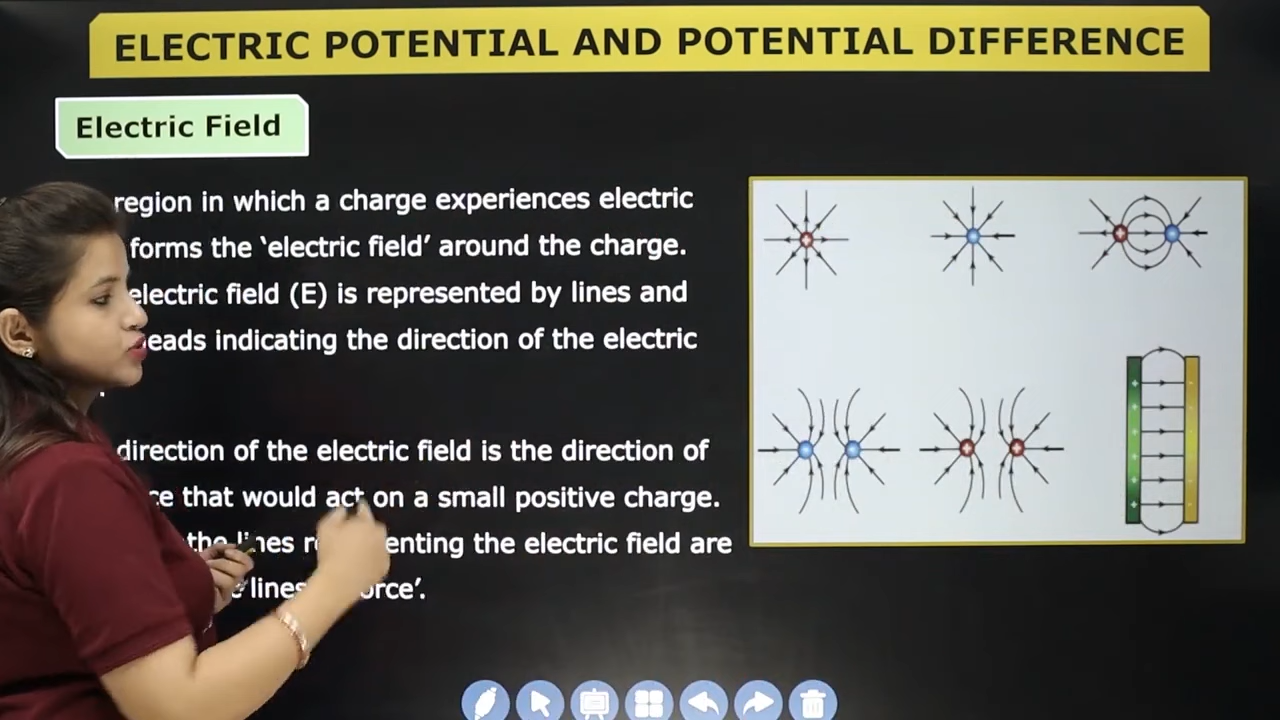 ELECTRIC POTENTIAL AND POTENTIAL DIFFERENCE
Electric Field
region in which a charge experiences electric
forms the ‘electric field’ around the charge.
electric field (E) is represented by lines and
eads indicating the direction of the electric
.
direction of the electric field is the direction of
ce that would act on a small positive charge.
the lines enting the electric field are
lines orce’.